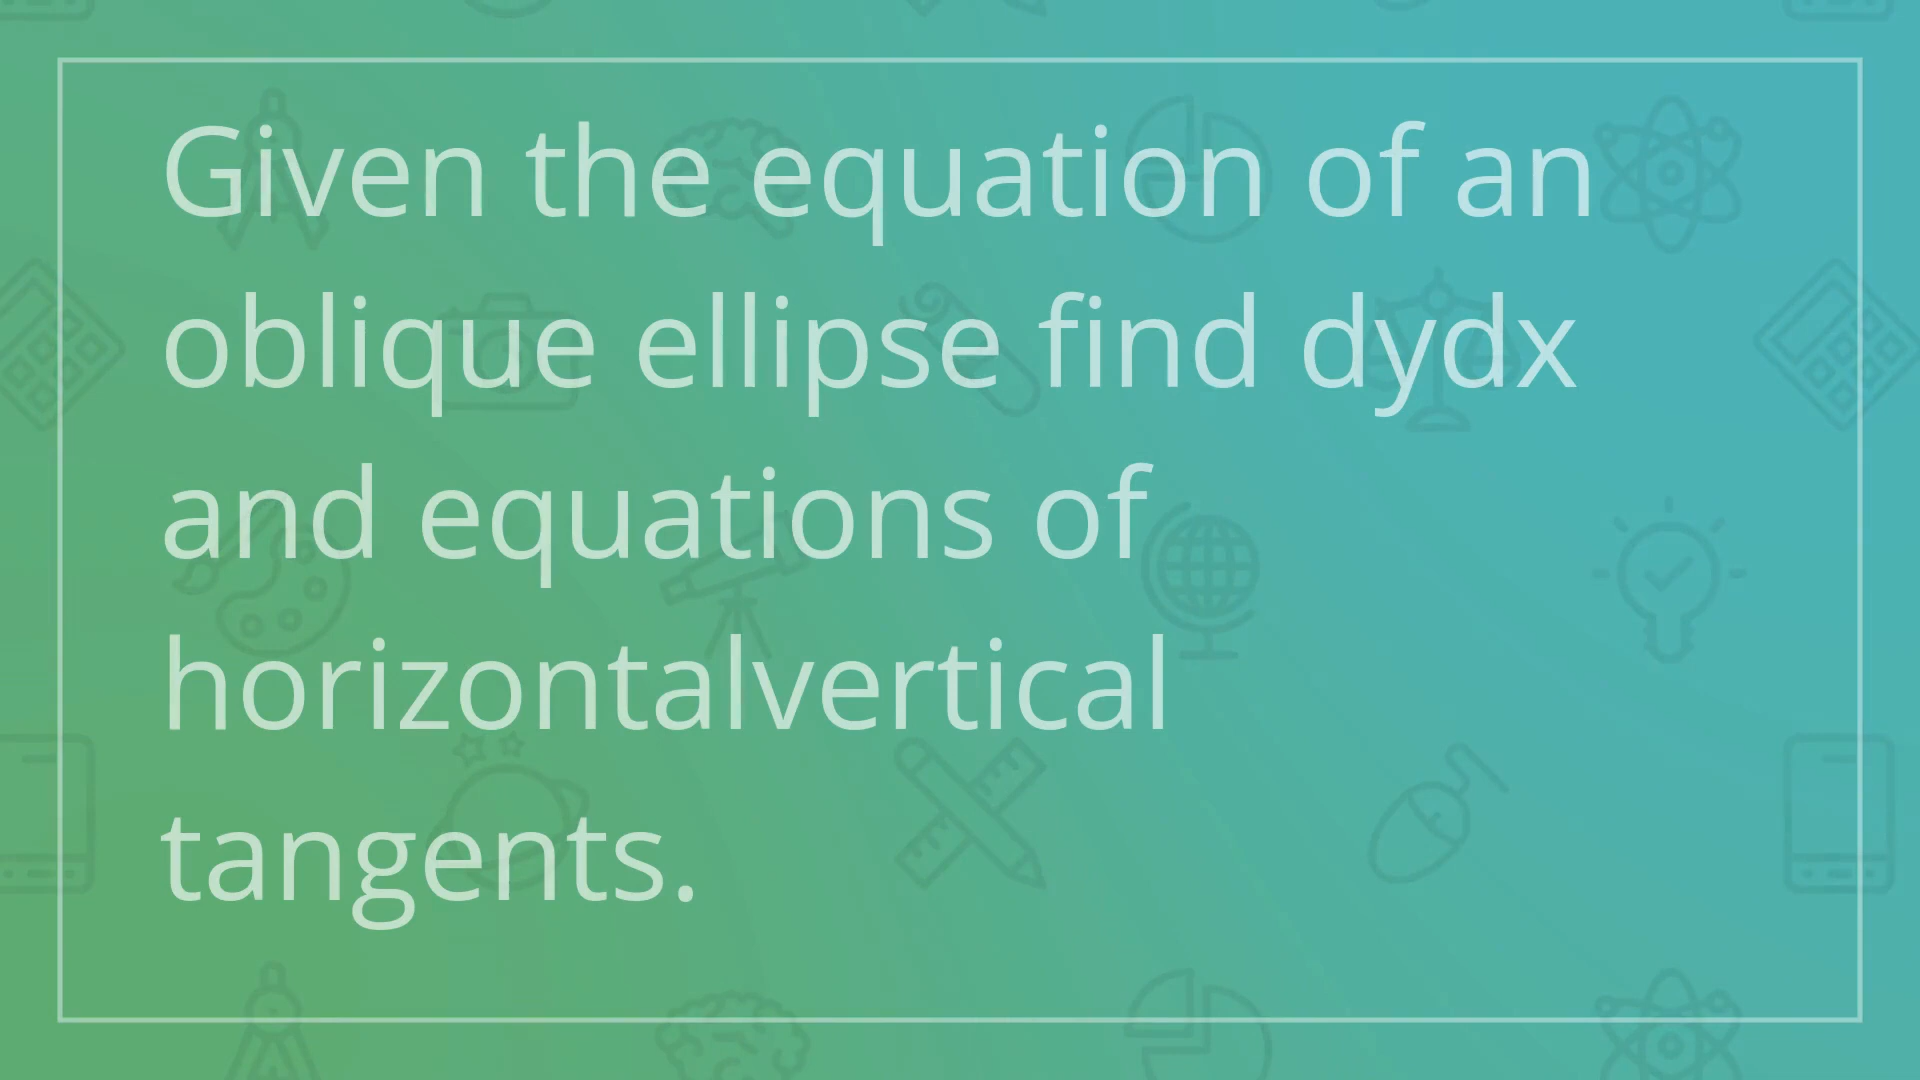 Given the equation of an
oblique ellipse find dydx
and equations of
horizontalvertical
tangents.